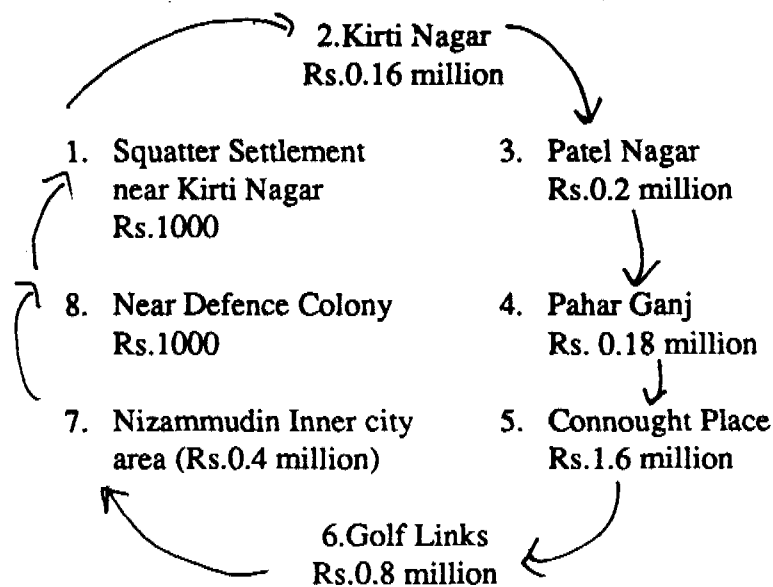 2.Kirti Nagar
Rs.0.16 million
1. Squatter Settlement
near Kirti Nagar
Rs.1000
3. Patel Nagar
Rs.0.2 million
8. Near Defence Colony
Rs.1000
4. Pahar Ganj
Rs. 0.18 million
7. Nizammudin Inner city
area (Rs.0.4 million)
5. Connought Place
Rs.1.6 million
6.Golf Links
Rs.0.8 million